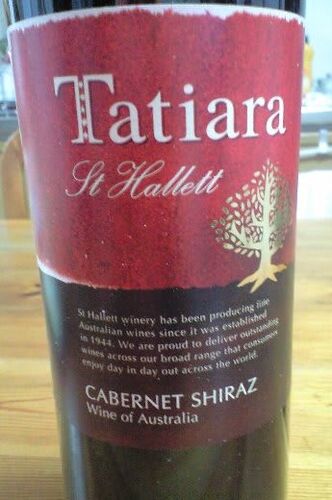 Tatiara
St Hallett
St Hallett winery has been producing fine
Australian wines since it was established
in 1944. We are proud to deliver outstanding
wines across our broad range that consumers
enjoy day in day out across the world.
CABERNET SHIRAZ
Wine of Australia